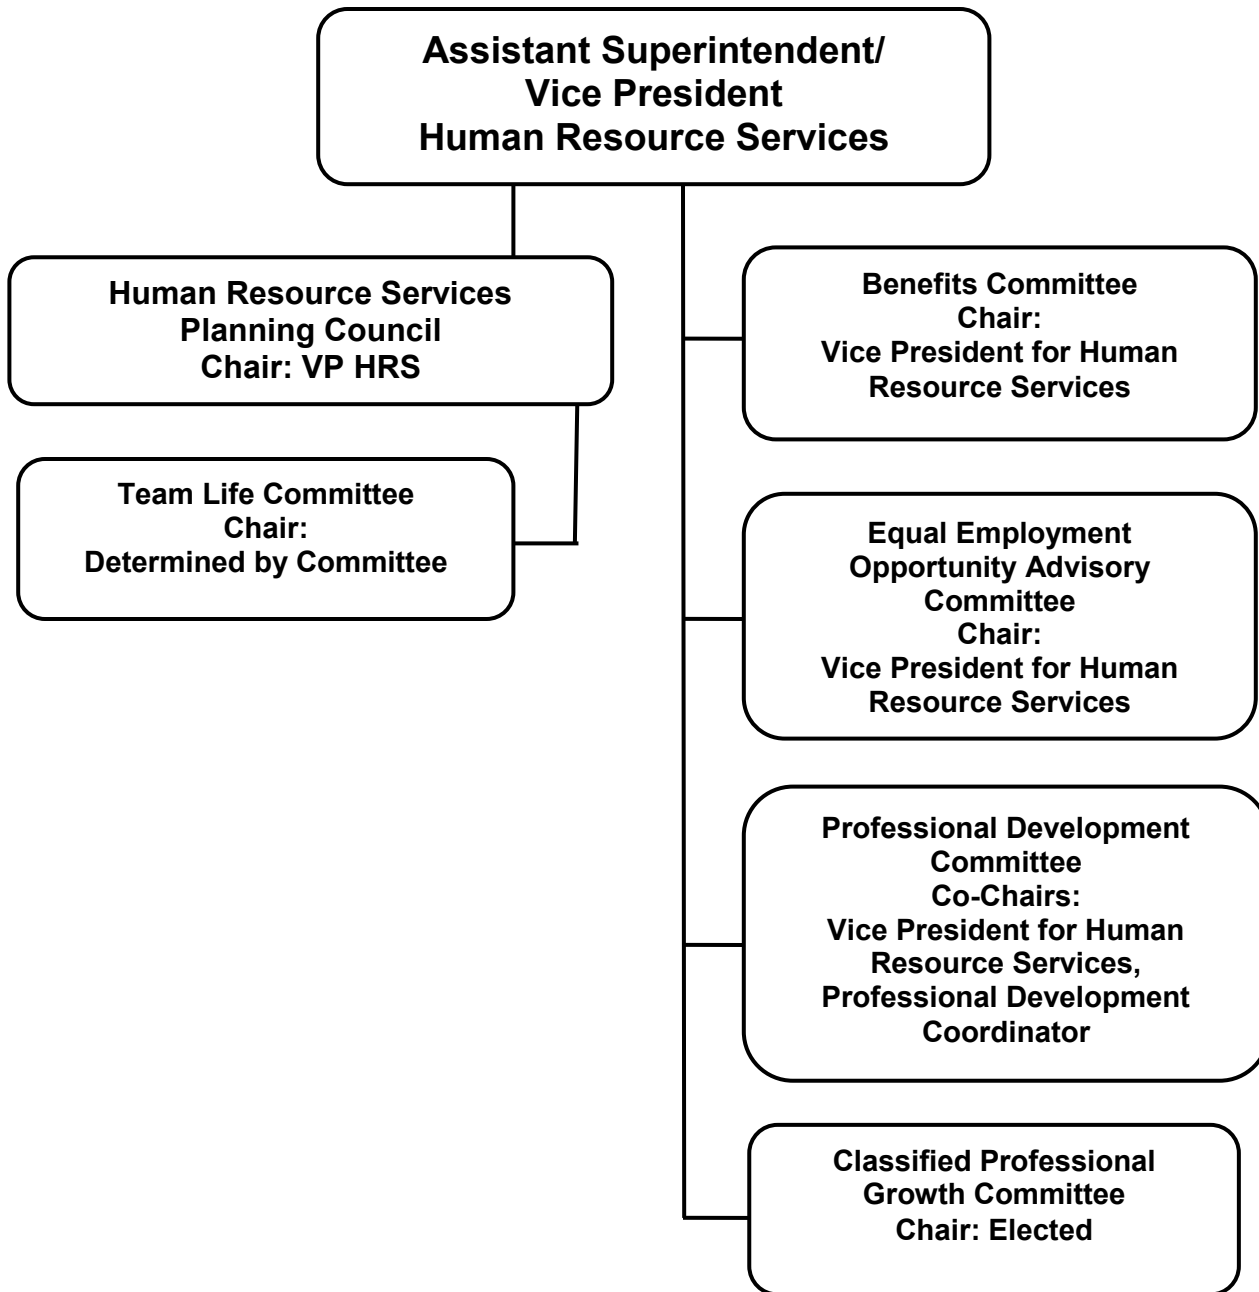 Assistant Superintendent/
Vice President
Human Resource Services
Human Resource Services
Planning Council
Chair: VP HRS
Team Life Committee
Chair:
Determined by Committee
Benefits Committee
Chair:
Vice President for Human
Resource Services
Equal Employment
Opportunity Advisory
Committee
Chair:
Vice President for Human
Resource Services
Professional Development
Committee
Co-Chairs:
Vice President for Human
Resource Services,
Professional Development
Coordinator
Classified Professional
Growth Committee
Chair: Elected